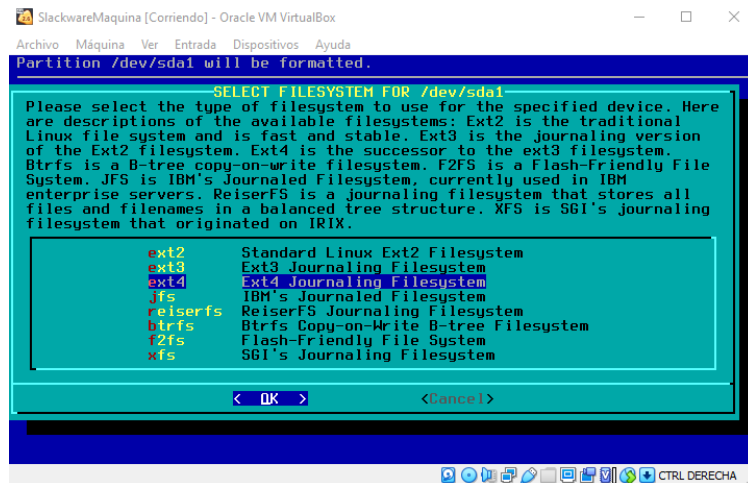 SlackwareMaquina [Corriendo] - Oracle VM VirtualBox
Archivo Máquina Ver Entrada Dispositivos Ayuda
Partition /dev/sda1 will be formatted.
SELECT FILESYSTEM FOR /dev/sda1
Please select the type of filesystem to use for the specified device. Here
are descriptions of the available filesystems: Ext2 is the traditional
Linux file system and is fast and stable. Ext3 is the journaling version
of the Ext2 filesystem. Ext4 is the successor to the ext3 filesystem.
Btrfs is a B-tree copy-on-write filesystem. F2FS is a Flash-Friendly File
System. JFS is IBM's Journaled Filesystem, currently used in IBM
enterprise servers. ReiserFS is a journaling filesystem that stores all
files and filenames in a balanced tree structure. XFS is SGI's journaling
filesystem that originated on IRIX.
ext2 Standard Linux Ext2 Filesystem
ext3 Ext3 Journaling Filesystem
ext4 Ext4 Journaling Filesystem
jfs IBM's Journaled Filesystem
reiserfs ReiserFS Journaling Filesystem
btrfs Btrfs Copy-on-Write B-tree Filesystem
f2fs Flash-Friendly File System
xfs SGI's Journaling Filesystem
< OK > <Cancel>
CTRL DERECHA